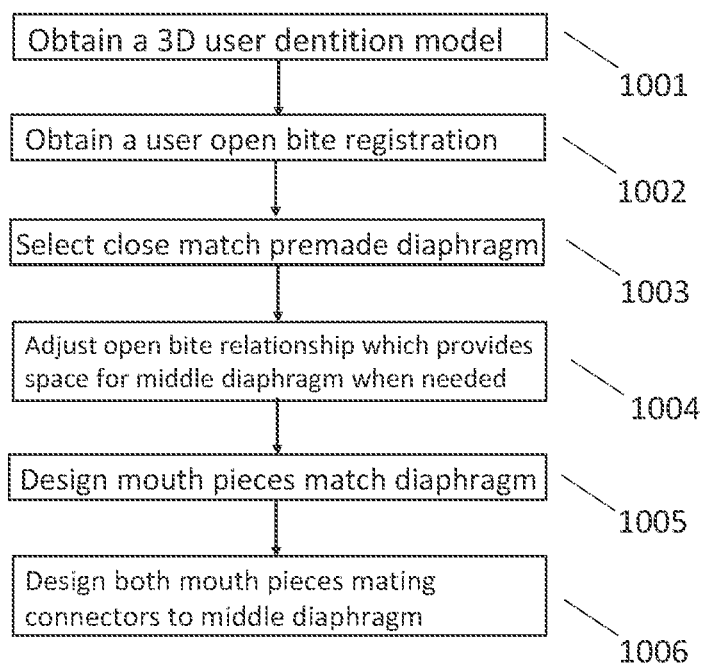 Obtain a 3D user dentition model
1001
Obtain a user open bite registration
1002
Select close match premade diaphragm
1003
Adjust open bite relationship which provides
space for middle diaphragm when needed
1004
Design mouth pieces match diaphragm
1005
Design both mouth pieces mating
connectors to middle diaphragm
1006